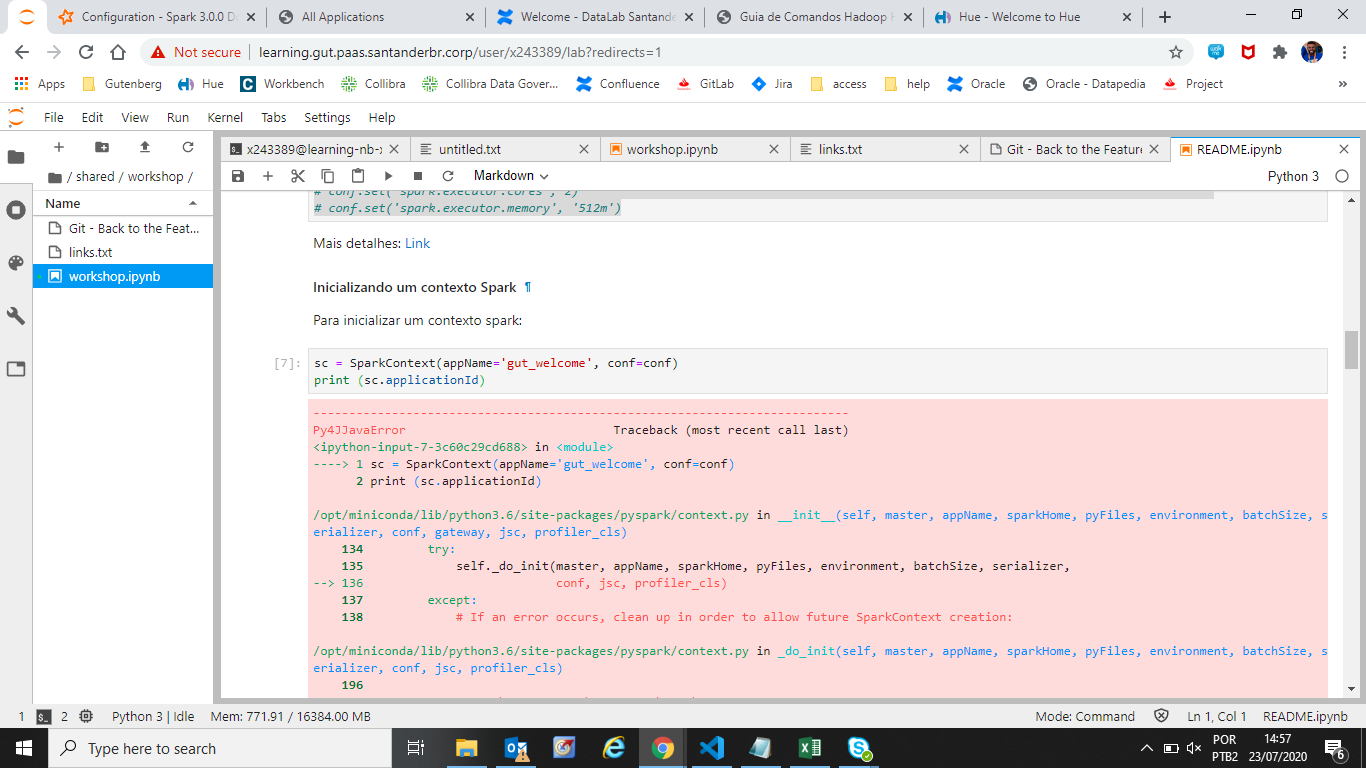 Configuration - Spark 3.0.0 D
All Applications
Welcome - DataLab Santande
Guia de Comandos Hadoop H
Hue - Welcome to Hue
Not secure
learning.gut.paas.santanderbr.corp/user/x243389/lab?redirects=1
Apps
Gutenberg
Hue
Workbench
Collibra
Collibra Data Gover...
Confluence
GitLab
Jira
access
help
Oracle
Oracle - Datapedia
Project
»
File
Edit
View
Run
Kernel
Tabs
Settings
Help
x243389@learning-nb-x
untitled.txt
workshop.ipynb
links.txt
Git - Back to the Feature
README.ipynb
Markdown
Python 3
/ shared / workshop /
Name
Git - Back to the Feat...
links.txt
workshop.ipynb
# conf.set('spark.executor.cores', 2)
# conf.set('spark.executor.memory', '512m')
Mais detalhes: Link
Inicializando um contexto Spark ¶
Para inicializar um contexto spark:
[7]:
sc = SparkContext(appName='gut_welcome', conf=conf)
print (sc.applicationId)
---------------------------------------------------------------------------
Py4JJavaError                             Traceback (most recent call last)
<ipython-input-7-3c60c29cd688> in <module>
----> 1 sc = SparkContext(appName='gut_welcome', conf=conf)
      2 print (sc.applicationId)
/opt/miniconda/lib/python3.6/site-packages/pyspark/context.py in __init__(self, master, appName, sparkHome, pyFiles, environment, batchSize, s
erializer, conf, gateway, jsc, profiler_cls)
    134         try:
    135             self._do_init(master, appName, sparkHome, pyFiles, environment, batchSize, serializer,
--> 136                           conf, jsc, profiler_cls)
    137         except:
    138             # If an error occurs, clean up in order to allow future SparkContext creation:
/opt/miniconda/lib/python3.6/site-packages/pyspark/context.py in _do_init(self, master, appName, sparkHome, pyFiles, environment, batchSize, s
erializer, conf, jsc, profiler_cls)
    196
1
2
Python 3 | Idle
Mem: 771.91 / 16384.00 MB
Mode: Command
Ln 1, Col 1
README.ipynb
Type here to search
POR
PTB2
14:57
23/07/2020
6